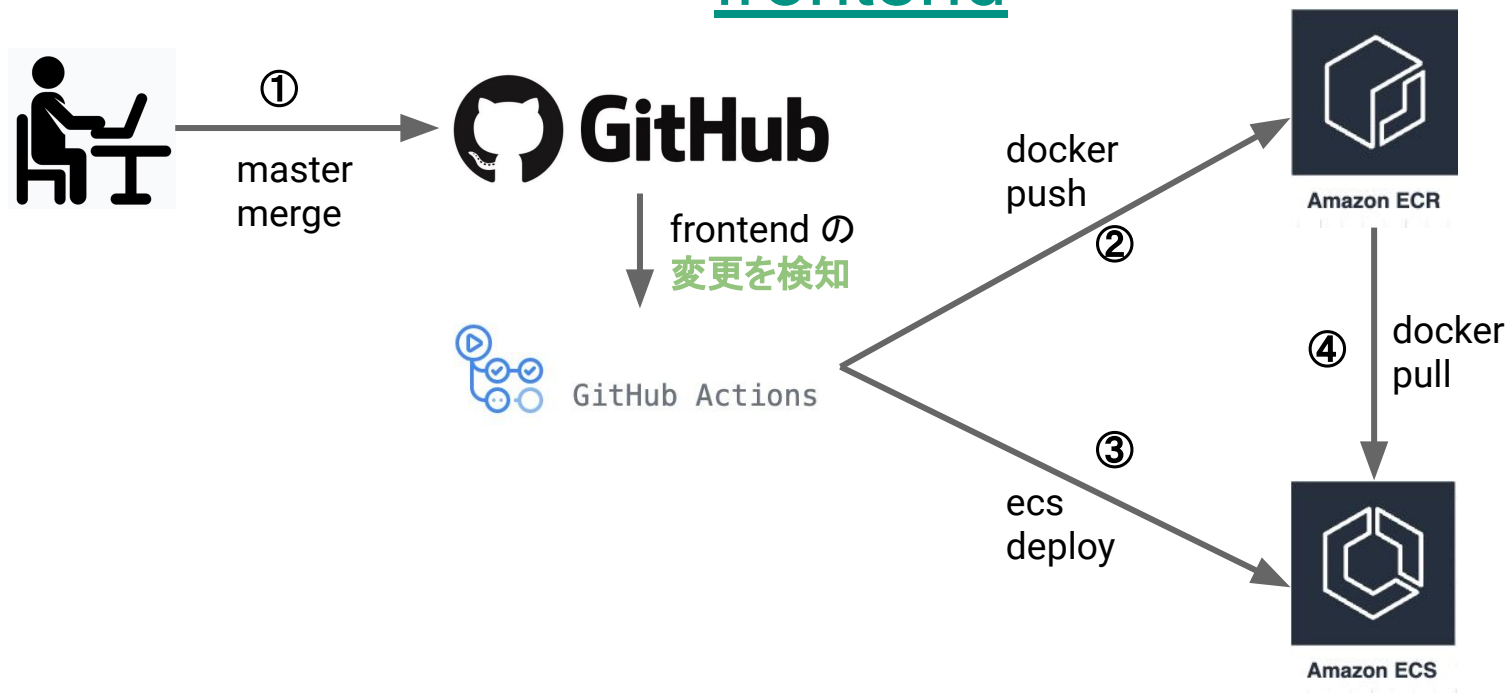 frontend
①
master
merge
GitHub
frontend の
変更を検知
GitHub Actions
docker
push
②
Amazon ECR
④
docker
pull
③
ecs
deploy
Amazon ECS